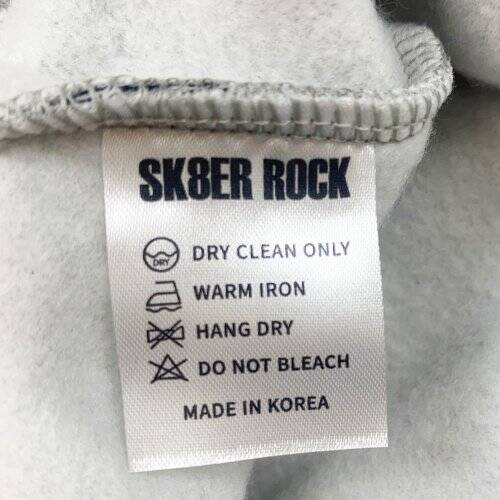 SK8ER ROCK
DRY DRY CLEAN ONLY
WARM IRON
HANG DRY
DO NOT BLEACH
MADE IN KOREA